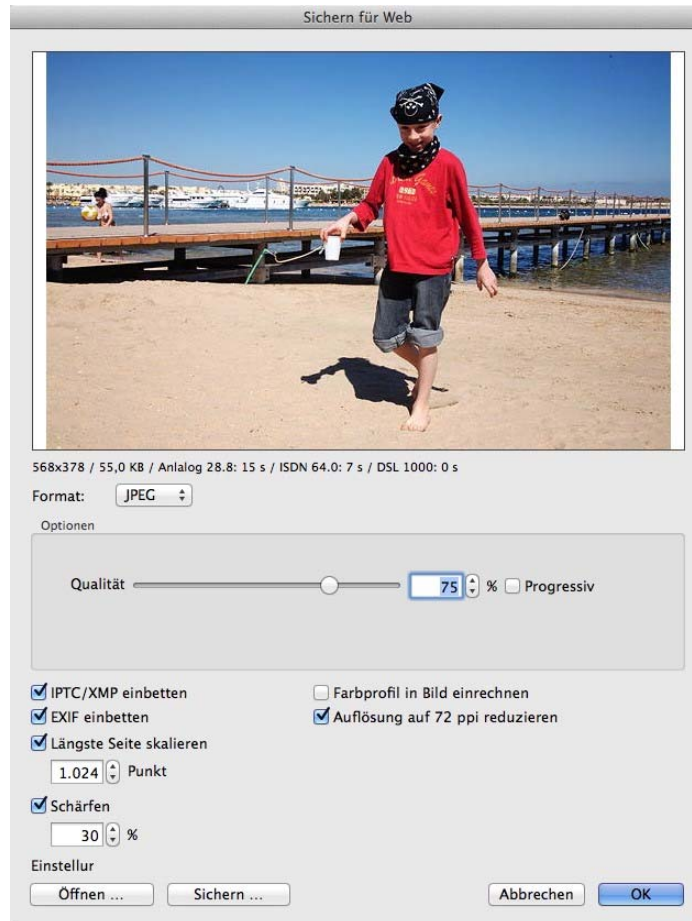 Sichern für Web
568x378 / 55,0 KB / Anlalog 28.8: 15 s / ISDN 64.0: 7 s / DSL 1000: 0 s
Format: JPEG
Optionen
Qualität 75 % Progressiv
IPTC/XMP einbetten
Farbprofil in Bild einrechnen
EXIF einbetten
Auflösung auf 72 ppi reduzieren
Längste Seite skalieren
1.024 Punkt
Schärfen
30 %
Einstellur
Öffnen ... Sichern ... Abbrechen OK